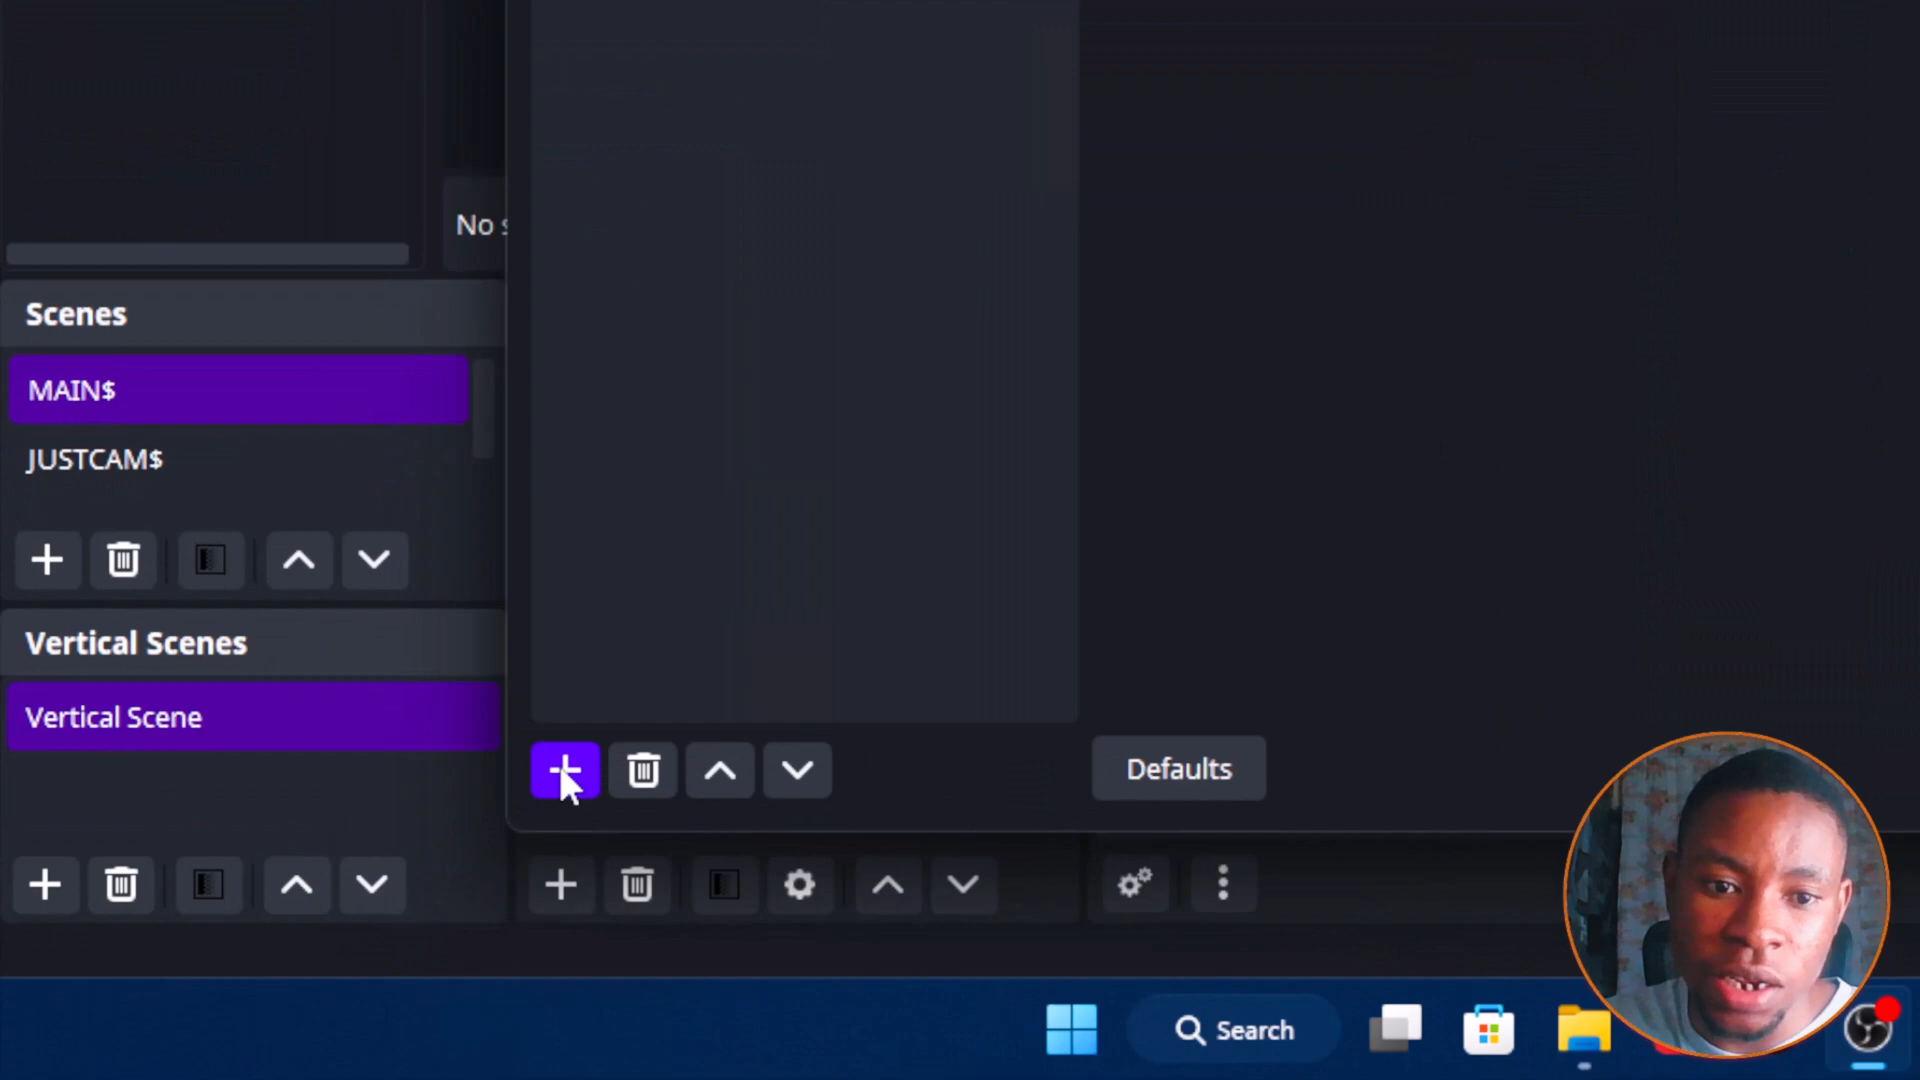 No
Scenes
MAIN$
JUSTCAM$
Vertical Scenes
Vertical Scene
Defaults
Search